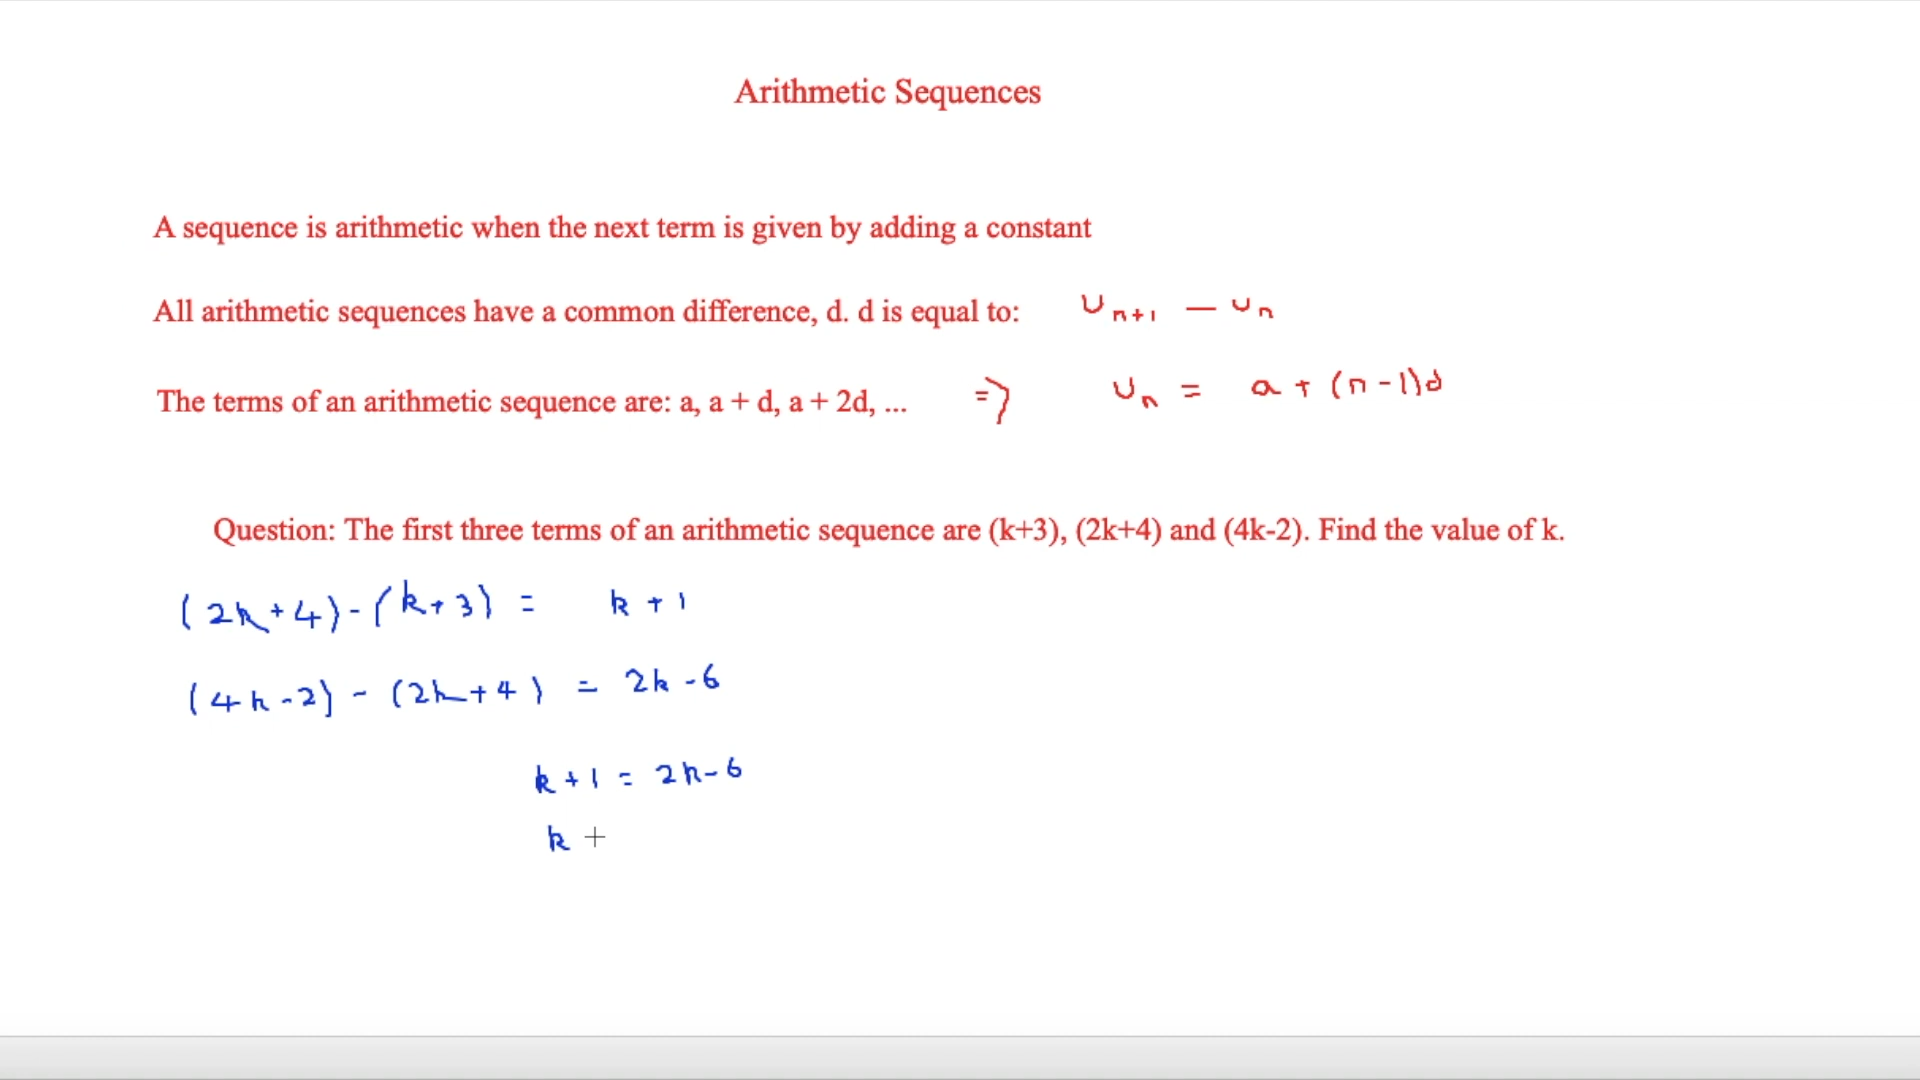 Arithmetic Sequences
A sequence is arithmetic when the next term is given by adding a constant
All arithmetic sequences have a common difference, d. d is equal to: Uₙ₊₁ — Uₙ
The terms of an arithmetic sequence are: a, a + d, a + 2d, ... => Uₙ = a + (n-1)d
Question: The first three terms of an arithmetic sequence are (k+3), (2k+4) and (4k-2). Find the value of k.
(2k+4)-(k+3) = k+1
(4k-2) - (2k+4) = 2k-6
k+1 = 2k-6
k